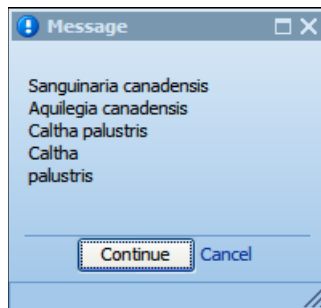 Message
Sanguinaria canadensis
Aquilegia canadensis
Caltha palustris
Caltha
palustris
Continue Cancel